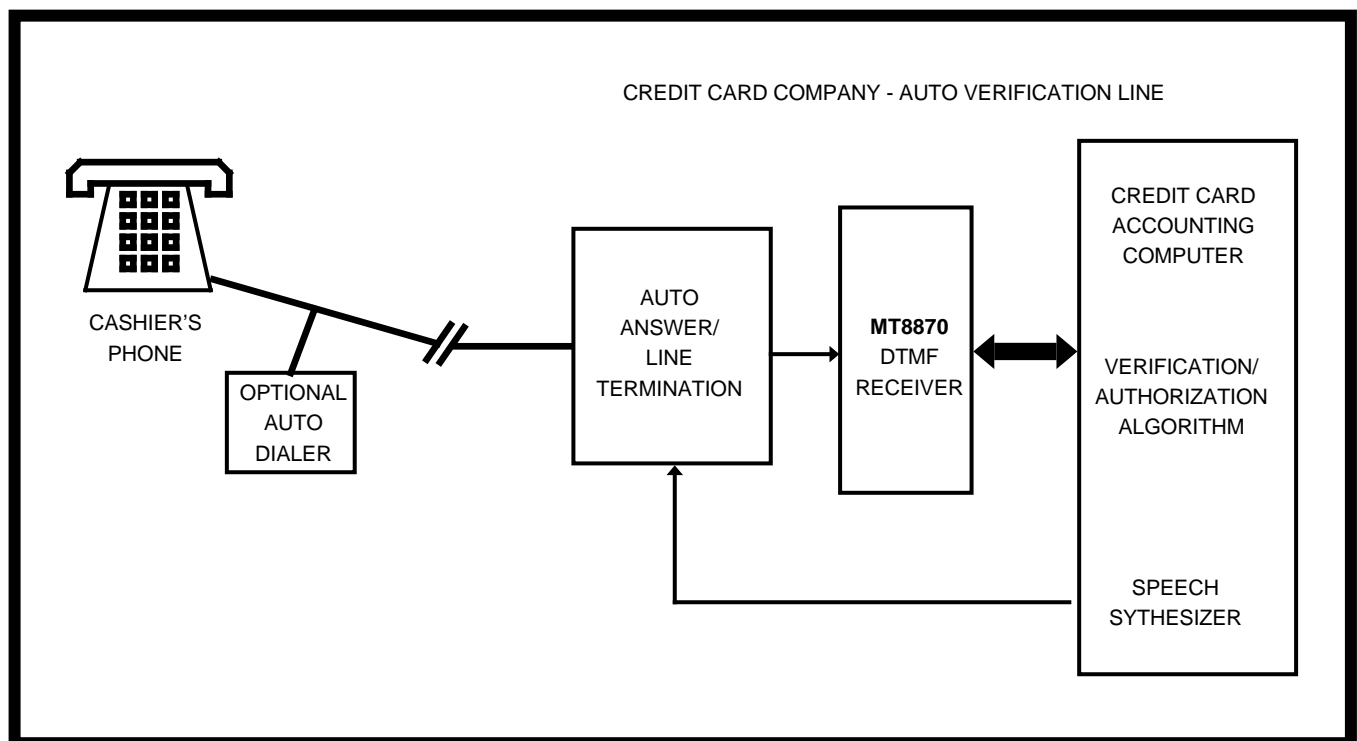 CREDIT CARD COMPANY - AUTO VERIFICATION LINE
CASHIER'S
PHONE
OPTIONAL
AUTO
DIALER
AUTO
ANSWER/
LINE
TERMINATION
MT8870
DTMF
RECEIVER
CREDIT CARD
ACCOUNTING
COMPUTER
VERIFICATION/
AUTHORIZATION
ALGORITHM
SPEECH
SYTHESIZER